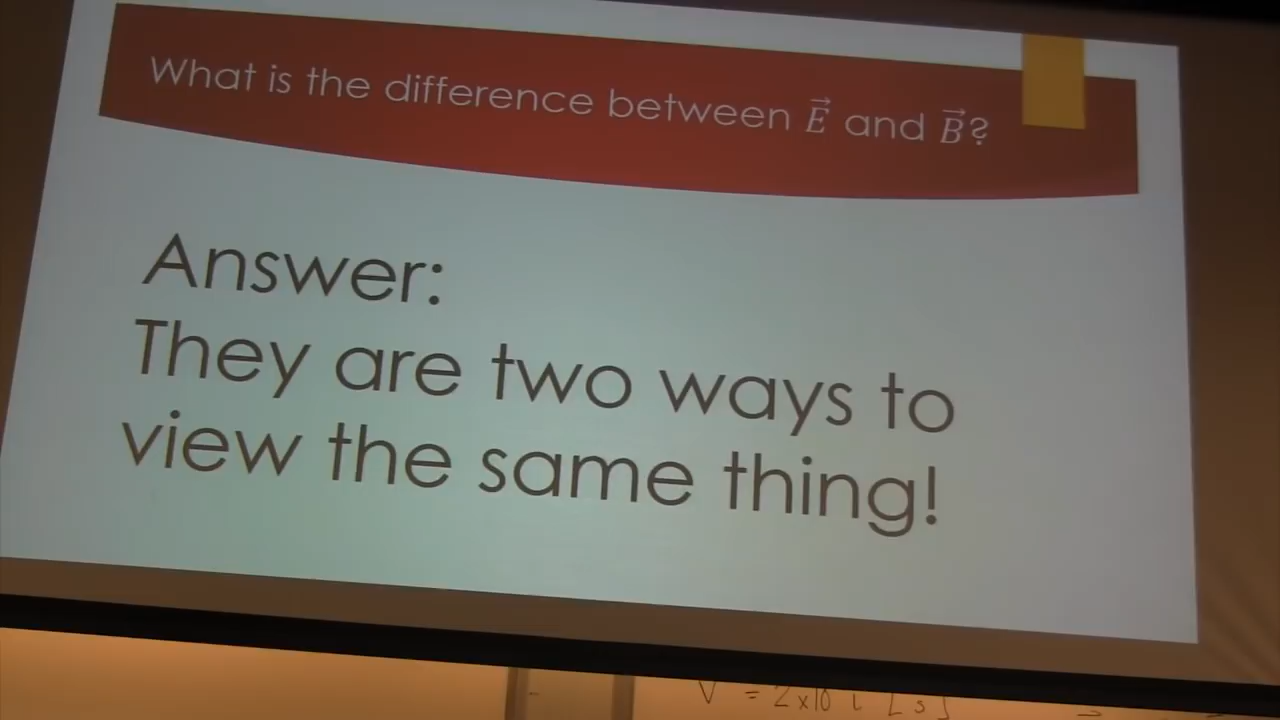 What is the difference between \vec{E} and \vec{B}?
Answer:
They are two ways to
view the same thing!